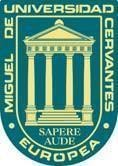 UNIVERSIDAD
EUROPEA
MIGUEL DE
CERVANTES
SAPERE
AUDE